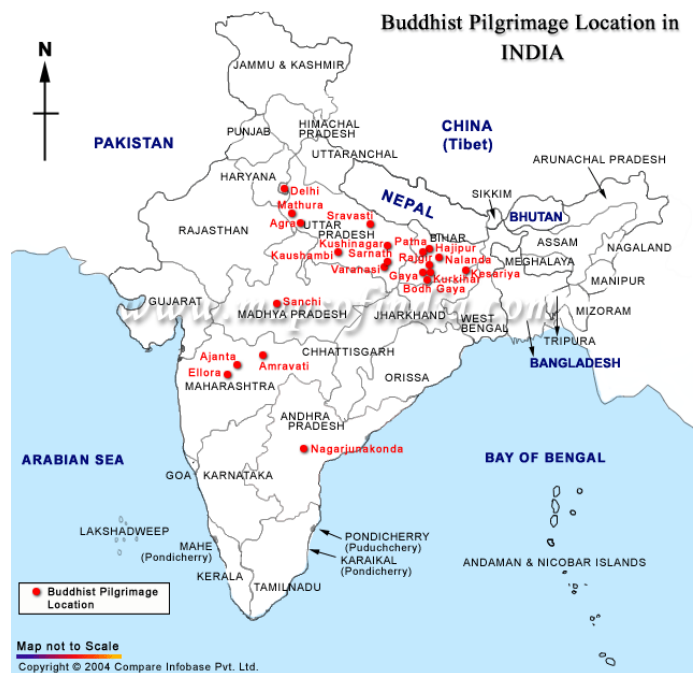 Buddhist Pilgrimage Location in
INDIA
N
JAMMU & KASHMIR
PAKISTAN
PUNJAB
HIMACHAL
PRADESH
CHINA
(Tibet)
UTTARANCHAL
ARUNACHAL PRADESH
HARYANA
Delhi
NEPAL
SIKKIM
BHUTAN
Mathura
Agra
UTTAR
PRADESH
Sravasti
RAJASTHAN
Kushinagar
Patna
BIHAR
Hajipur
ASSAM
NAGALAND
Kaushambi
Sarnath
Rajgir
Nalanda
MEGHALAYA
Varanasi
Gaya
Kurkihar
Kesariya
MANIPUR
Bodh Gaya
GUJARAT
Sanchi
www.mapsofindia.com
MADHYA PRADESH
JHARKHAND
WEST
BENGAL
MIZORAM
TRIPURA
BANGLADESH
Ajanta
Amravati
CHHATTISGARH
Ellora
MAHARASHTRA
ORISSA
ANDHRA
PRADESH
Nagarjunakonda
ARABIAN SEA
BAY OF BENGAL
GOA
KARNATAKA
LAKSHADWEEP
MAHE
(Pondicherry)
PONDICHERRY
(Puduchchery)
KARAIKAL
(Pondicherry)
ANDAMAN & NICOBAR ISLANDS
KERALA
TAMILNADU
Buddhist Pilgrimage
Location
Map not to Scale
Copyright © 2004 Compare Infobase Pvt. Ltd.